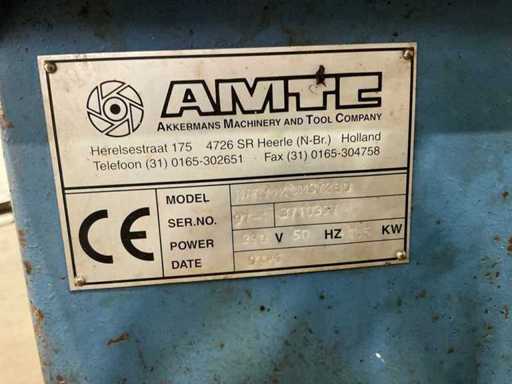 AMTC
AKKERMANS MACHINERY AND TOOL COMPANY
Herelsestraat 175 4726 SR Heerle (N-Br.) Holland
Telefoon (31) 0165-302651 Fax (31) 0165-304758
CE
MODEL
SER.NO.
POWER V 50 HZ KW
DATE